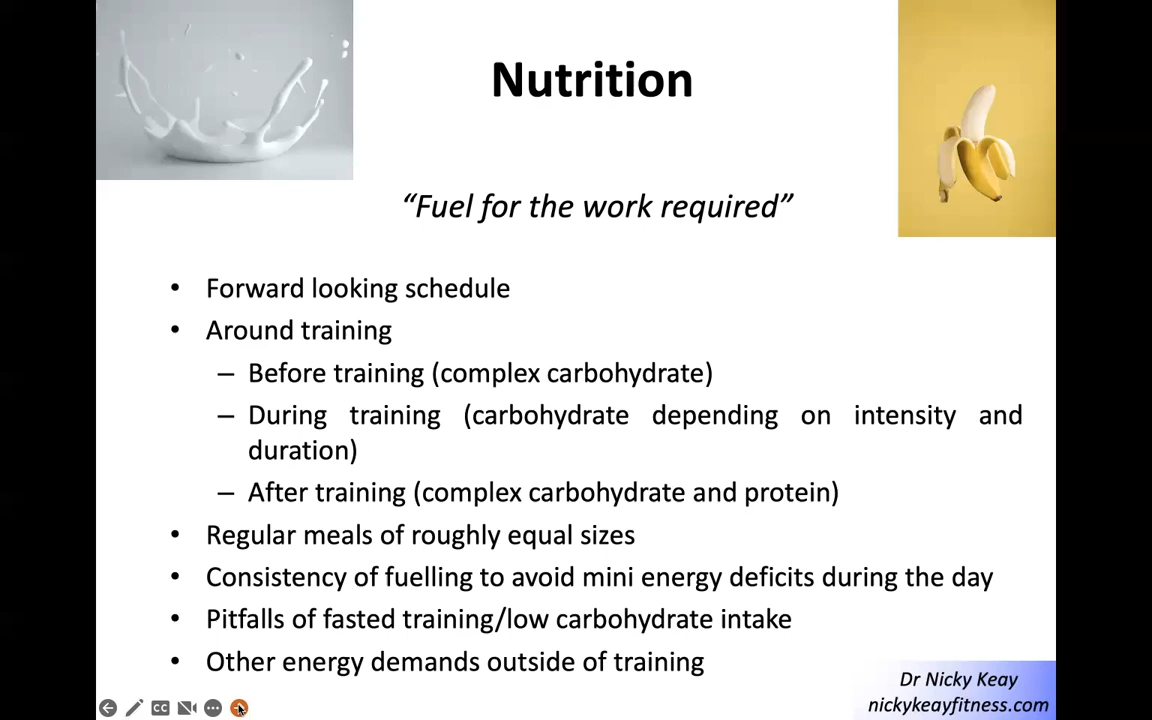 Nutrition
“Fuel for the work required”
• Forward looking schedule
• Around training
– Before training (complex carbohydrate)
– During training (carbohydrate depending on intensity and
duration)
– After training (complex carbohydrate and protein)
• Regular meals of roughly equal sizes
• Consistency of fuelling to avoid mini energy deficits during the day
• Pitfalls of fasted training/low carbohydrate intake
• Other energy demands outside of training
Dr Nicky Keay
nickykeayfitness.com
CC